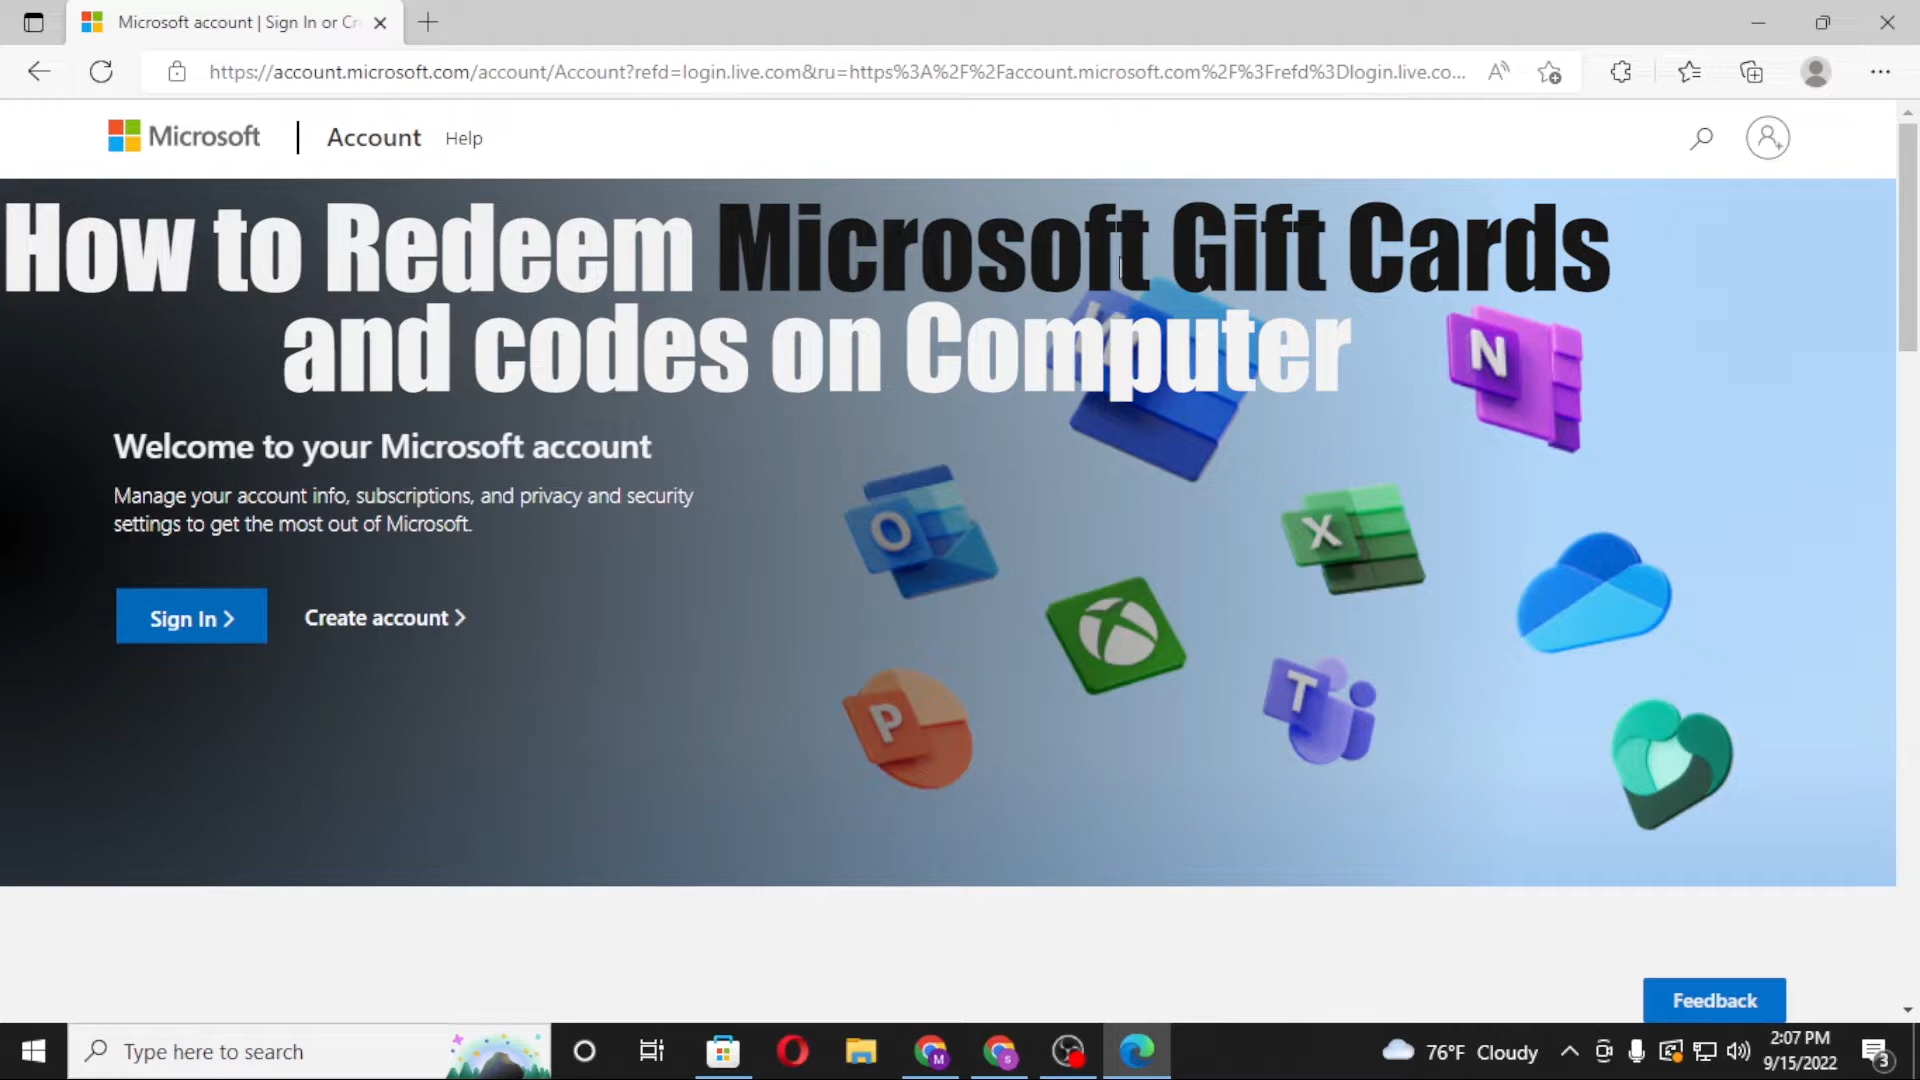 Microsoft account | Sign In or Cr
https://account.microsoft.com/account/Account?refd=login.live.com&ru=https%3A%2F%2Faccount.microsoft.com%2F%3Frefd%3Dlogin.live.co...
Microsoft | Account Help
How to Redeem Microsoft Gift Cards
and codes on Computer
Welcome to your Microsoft account
Manage your account info, subscriptions, and privacy and security
settings to get the most out of Microsoft.
Sign In >
Create account >
W
N
O
X
P
T
Feedback
Type here to search
M
S
76°F Cloudy
2:07 PM
9/15/2022
3